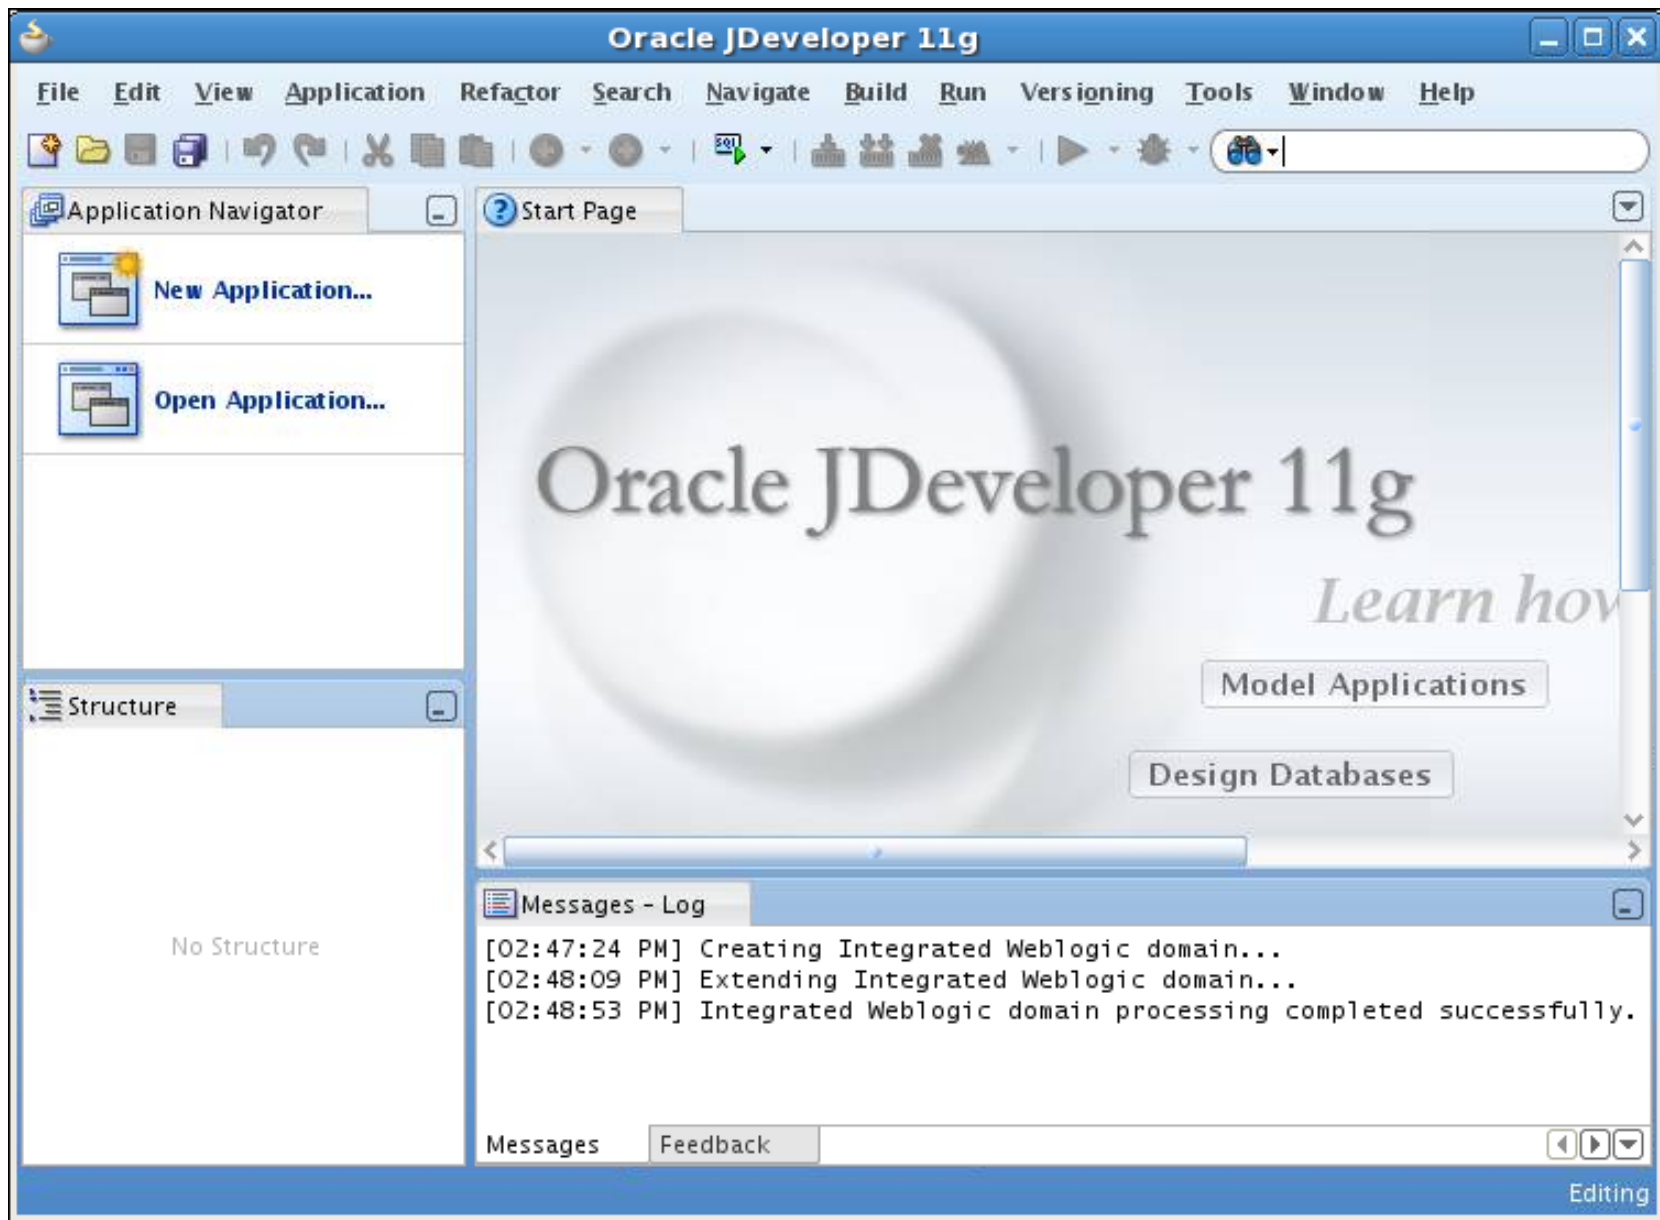 Oracle JDeveloper 11g
File Edit View Application Refactor Search Navigate Build Run Versioning Tools Window Help
SQL
Application Navigator
Start Page
New Application...
Open Application...
Oracle JDeveloper 11g
Learn how
Model Applications
Design Databases
Structure
No Structure
Messages - Log
[02:47:24 PM] Creating Integrated Weblogic domain...
[02:48:09 PM] Extending Integrated Weblogic domain...
[02:48:53 PM] Integrated Weblogic domain processing completed successfully.
Messages Feedback
Editing